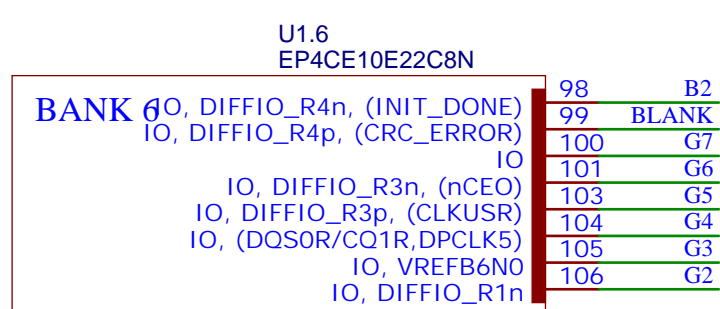 U1.6
EP4CE10E22C8N
BANK 6
IO, DIFFIO_R4n, (INIT_DONE) 98 B2
IO, DIFFIO_R4p, (CRC_ERROR) 99 BLANK
IO 100 G7
IO, DIFFIO_R3n, (nCEO) 101 G6
IO, DIFFIO_R3p, (CLKUSR) 103 G5
IO, (DQS0R/CQ1R,DPCLK5) 104 G4
IO, VREFB6N0 105 G3
IO, DIFFIO_R1n 106 G2